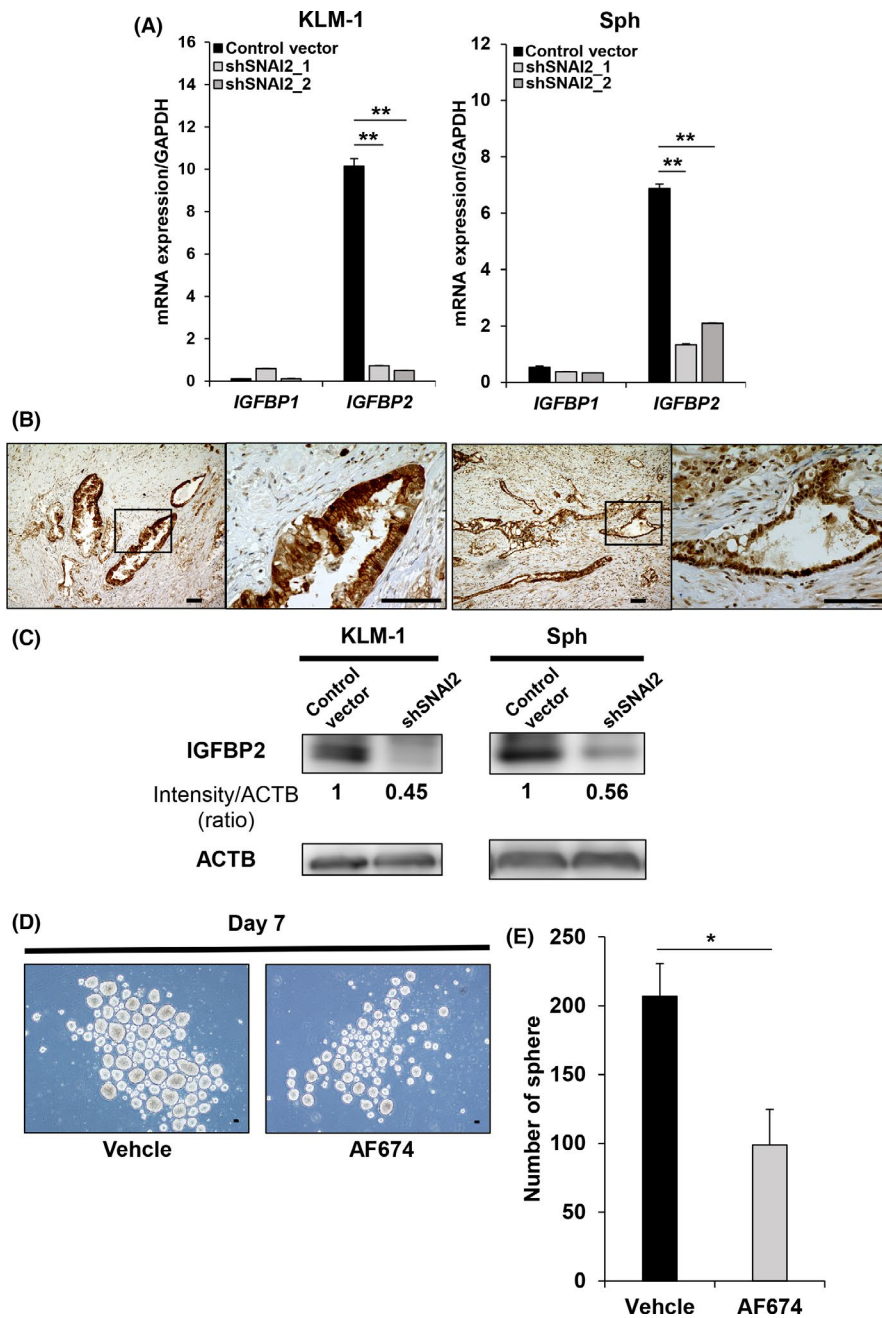 (A)
KLM-1
mRNA expression/GAPDH
16
14
12
10
8
6
4
2
0
Control vector
shSNAI2_1
shSNAI2_2
**
**
IGFBP1
IGFBP2
Sph
mRNA expression/GAPDH
12
10
8
6
4
2
0
Control vector
shSNAI2_1
shSNAI2_2
**
**
IGFBP1
IGFBP2
(B)
(C)
KLM-1
Sph
Control
vector
shSNAI2
Control
vector
shSNAI2
IGFBP2
Intensity/ACTB
(ratio)
1 0.45 1 0.56
ACTB
(D)
Day 7
Vehcle
AF674
(E)
Number of sphere
250
200
150
100
50
0
*
Vehcle
AF674